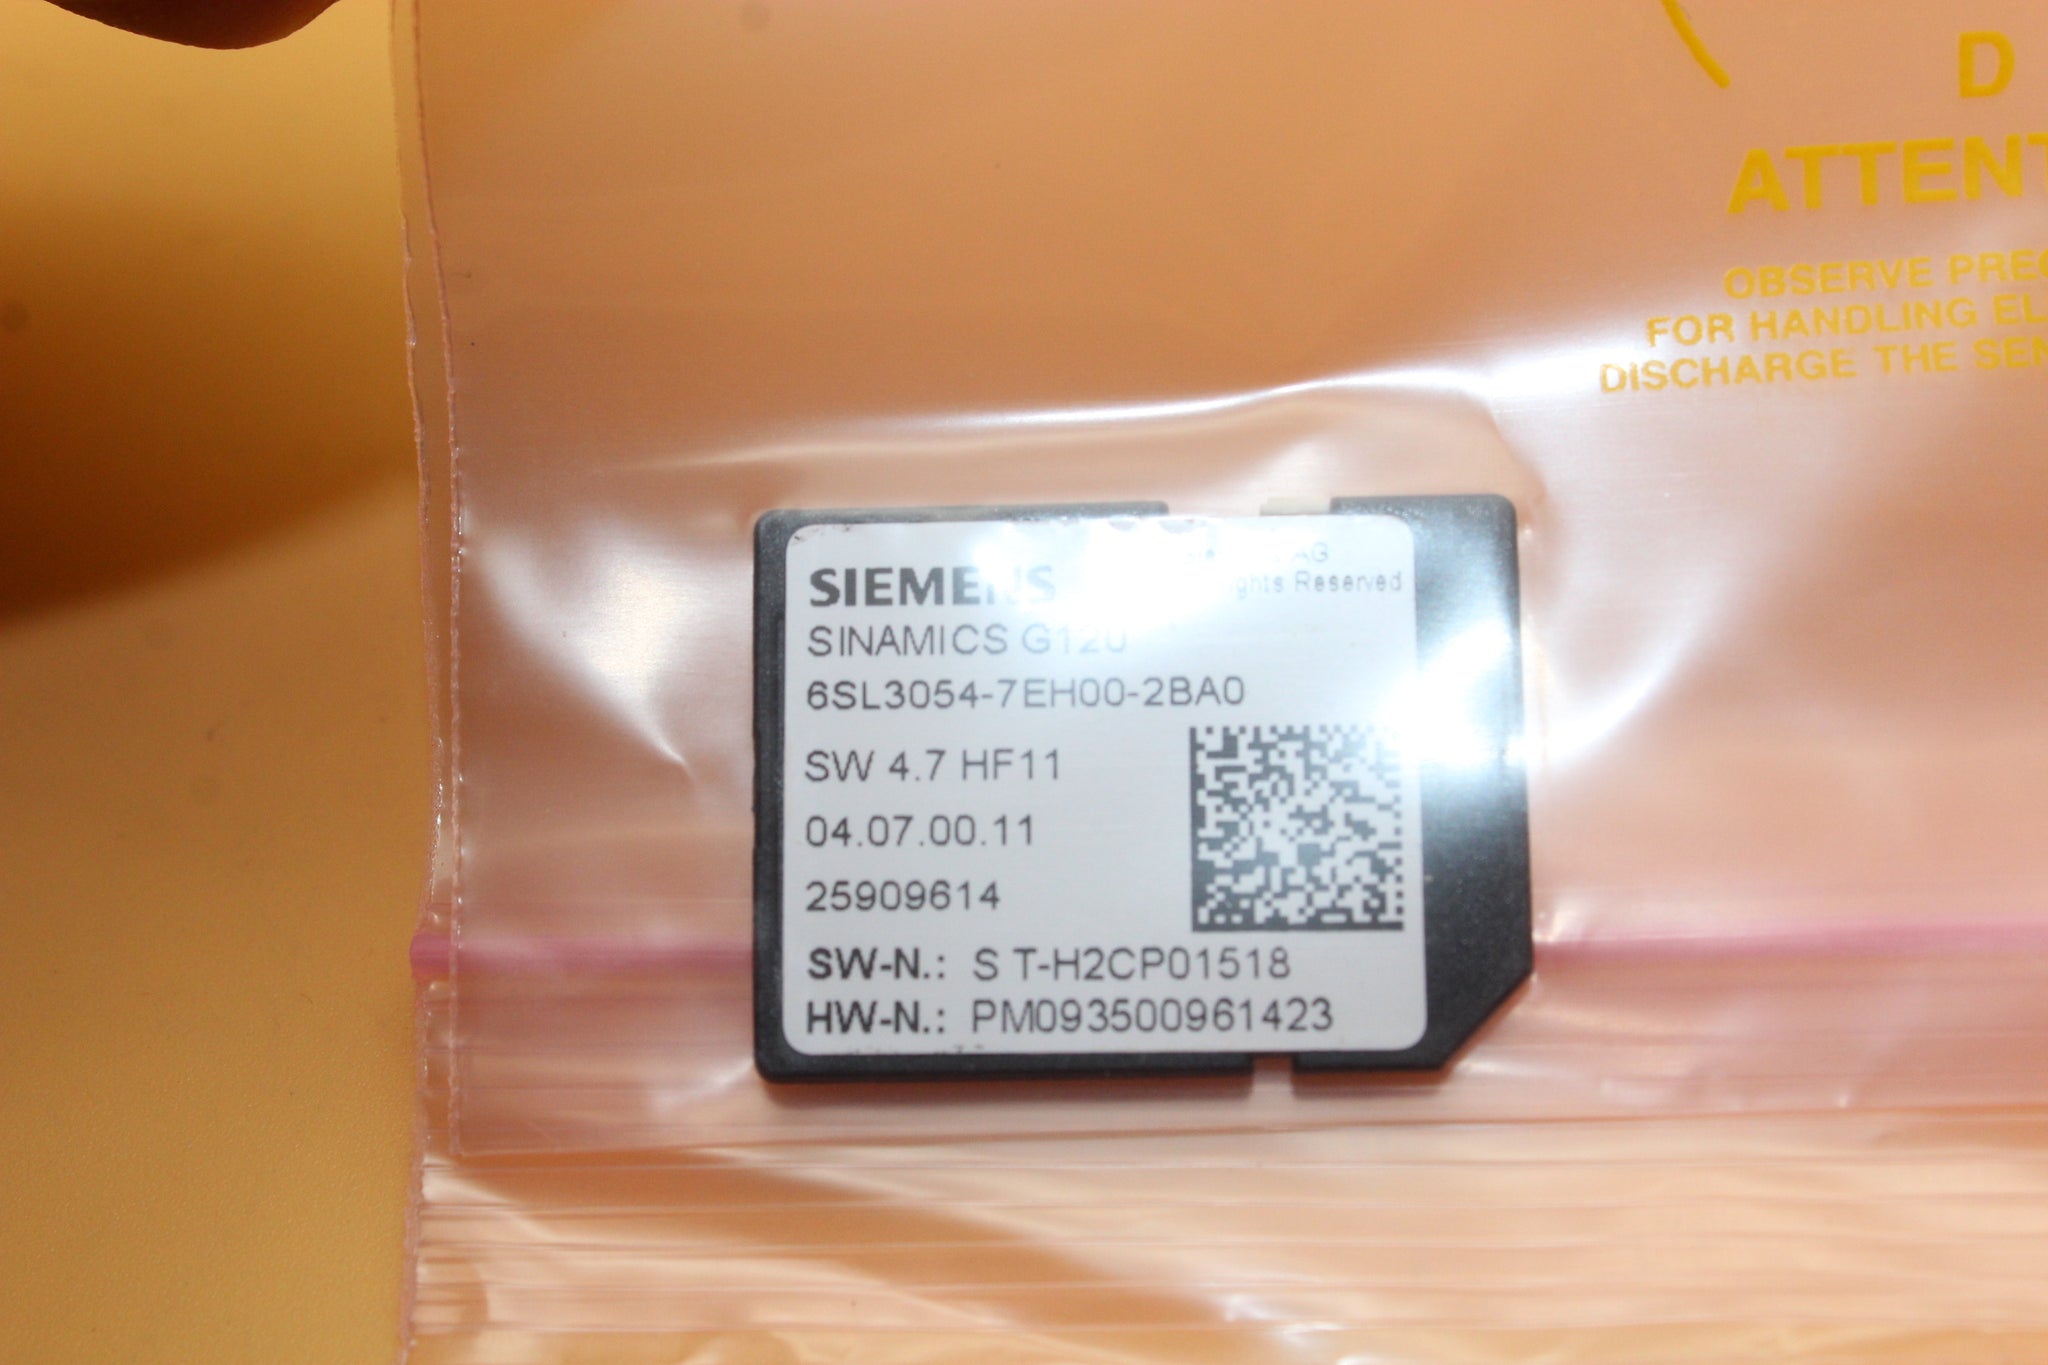 D
ATTENT
OBSERVE PREC
FOR HANDLING EL
DISCHARGE THE SEN
AG
ghts Reserved
SIEMENS
SINAMICS G120
6SL3054-7EH00-2BA0
SW 4.7 HF11
04.07.00.11
25909614
SW-N.: S T-H2CP01518
HW-N.: PM093500961423